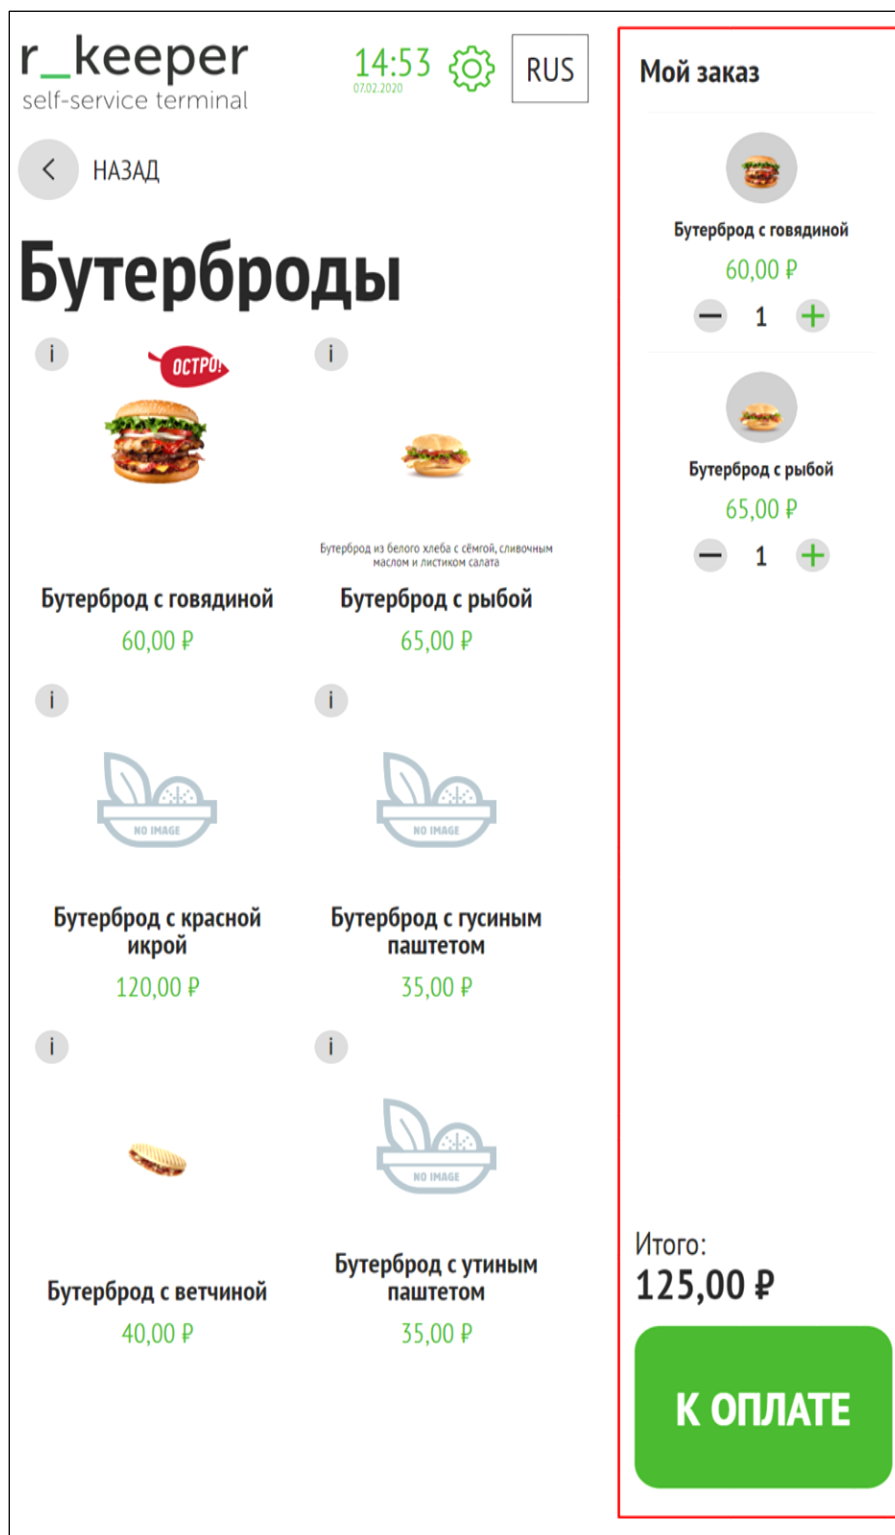 r_keeper
self-service terminal
14:53
07.02.2020
RUS
НАЗАД
Бутерброды
i
ОСТРО!
i
Бутерброд из белого хлеба с сёмгой, сливочным
маслом и листиком салата
Бутерброд с говядиной
60,00 ₽
Бутерброд с рыбой
65,00 ₽
i
NO IMAGE
i
NO IMAGE
Бутерброд с красной
икрой
120,00 ₽
Бутерброд с гусиным
паштетом
35,00 ₽
i
i
NO IMAGE
Бутерброд с ветчиной
40,00 ₽
Бутерброд с утиным
паштетом
35,00 ₽
Мой заказ
Бутерброд с говядиной
60,00 ₽
— 1 +
Бутерброд с рыбой
65,00 ₽
— 1 +
Итого:
125,00 ₽
К ОПЛАТЕ